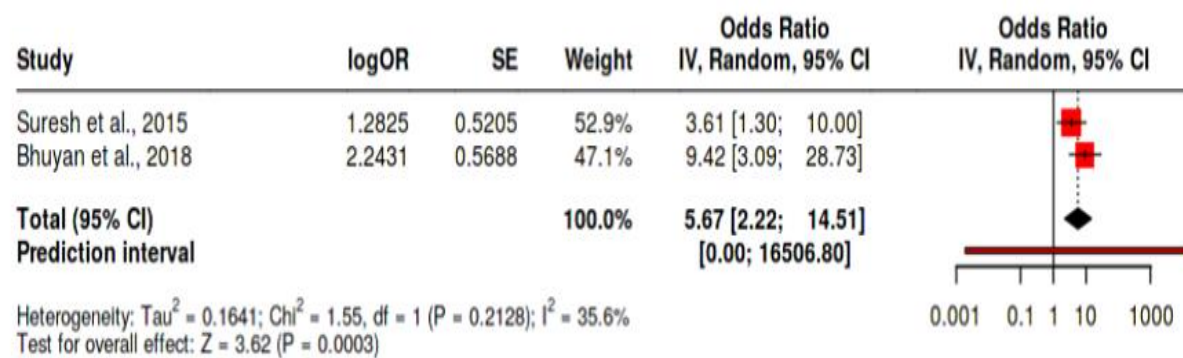 Odds Ratio Odds Ratio
Study logOR SE Weight IV, Random, 95% CI IV, Random, 95% CI
Suresh et al., 2015 1.2825 0.5205 52.9% 3.61 [1.30; 10.00]
Bhuyan et al., 2018 2.2431 0.5688 47.1% 9.42 [3.09; 28.73]
Total (95% CI) 100.0% 5.67 [2.22; 14.51]
Prediction interval [0.00; 16506.80]
Heterogeneity: Tau² = 0.1641; Chi² = 1.55, df = 1 (P = 0.2128); I² = 35.6%
0.001 0.1 1 10 1000
Test for overall effect: Z = 3.62 (P = 0.0003)